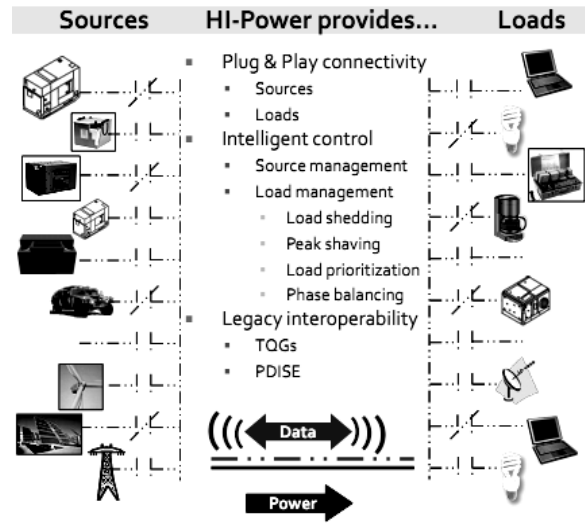 Sources HI-Power provides... Loads
Plug & Play connectivity
Sources
Loads
Intelligent control
Source management
Load management
Load shedding
Peak shaving
Load prioritization
Phase balancing
Legacy interoperability
TQGs
PDISE
Data
Power